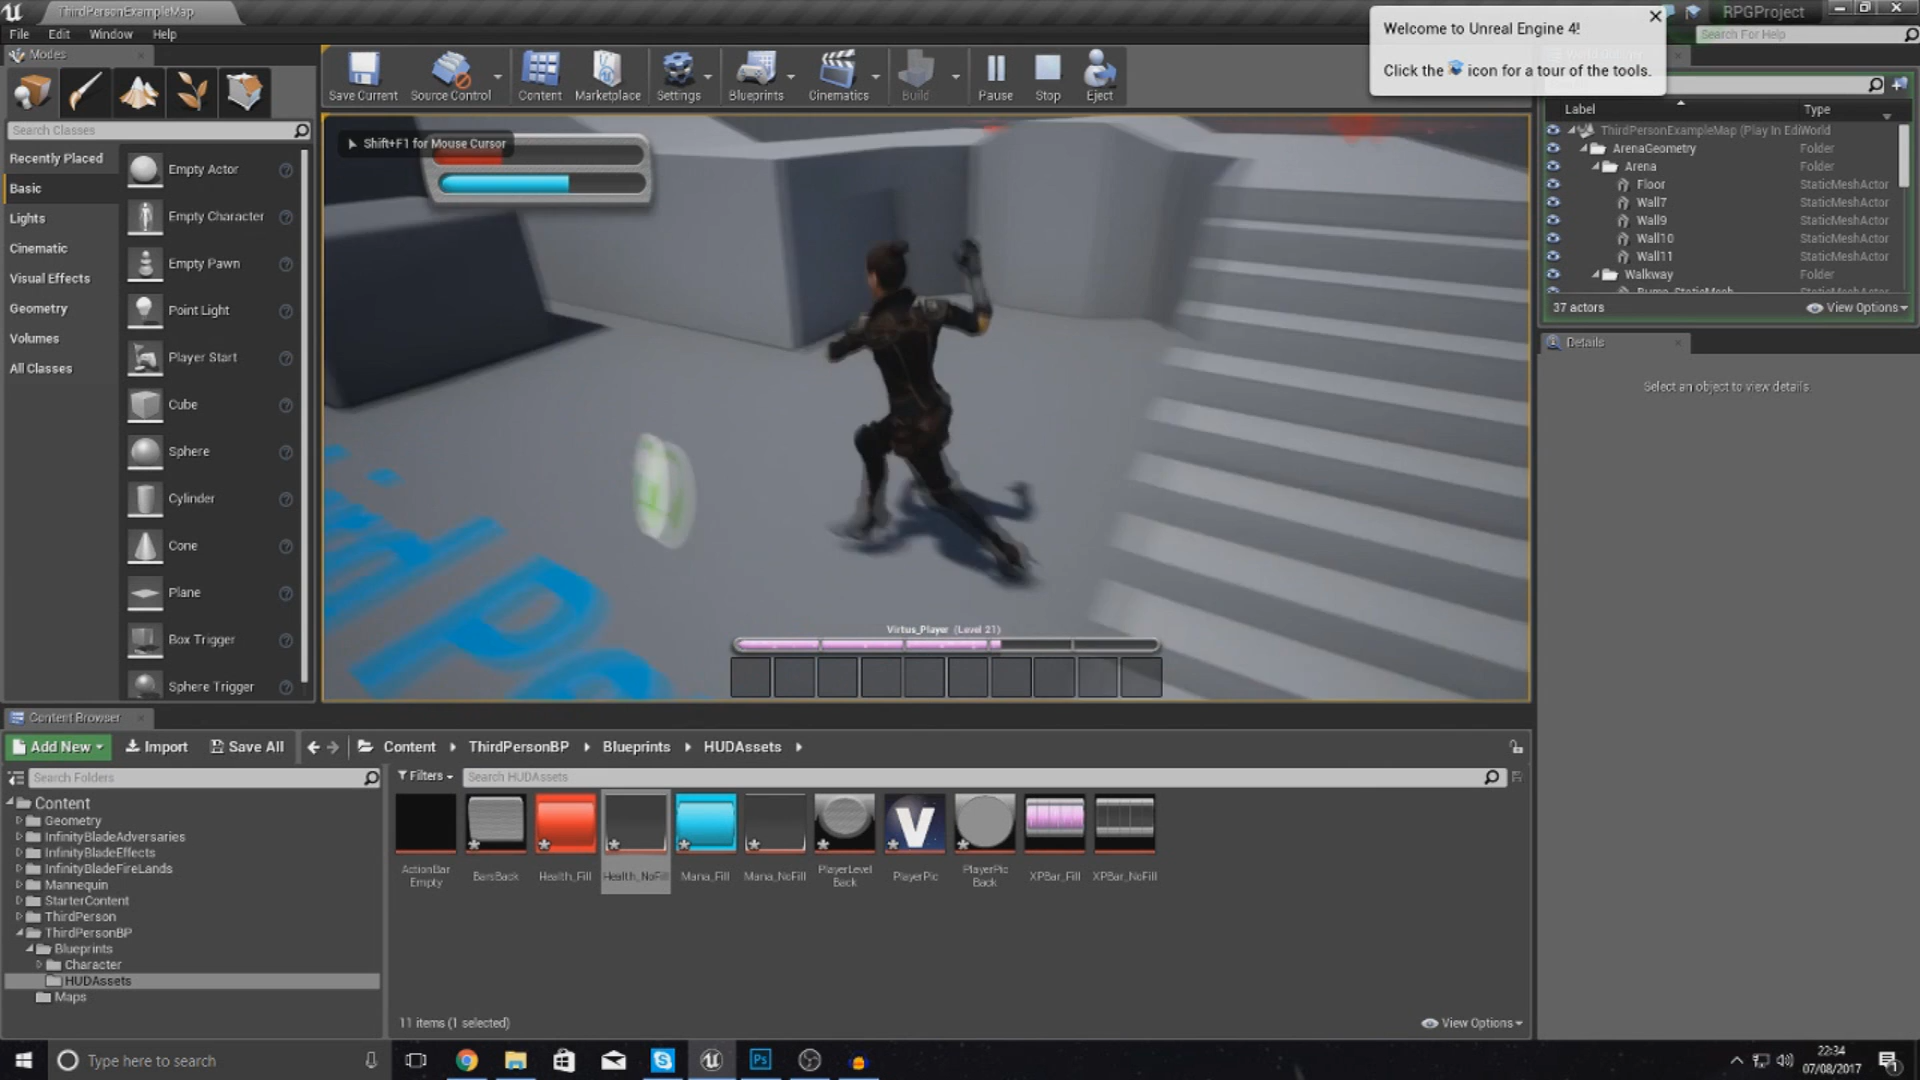 ThirdPersonExampleMap
RPGProject
File Edit Window Help
Search For Help
Welcome to Unreal Engine 4!
Click the icon for a tour of the tools.
Modes
Save Current
Source Control
Content
Marketplace
Settings
Blueprints
Cinematics
Build
Pause
Stop
Eject
Search Classes
Recently Placed
Basic
Lights
Cinematic
Visual Effects
Geometry
Volumes
All Classes
Empty Actor
Empty Character
Empty Pawn
Point Light
Player Start
Cube
Sphere
Cylinder
Cone
Plane
Box Trigger
Sphere Trigger
Shift+F1 for Mouse Cursor
Virtus_Player (Level 21)
Label Type
ThirdPersonExampleMap (Play In EdiWorld
ArenaGeometry Folder
Arena Folder
Floor StaticMeshActor
Wall7 StaticMeshActor
Wall9 StaticMeshActor
Wall10 StaticMeshActor
Wall11 StaticMeshActor
Walkway Folder
Bump_StaticMesh
37 actors
View Options
Details
Select an object to view details.
Content Browser
Add New
Import
Save All
Content
ThirdPersonBP
Blueprints
HUDAssets
Search Folders
Filters
Search HUDAssets
Content
Geometry
InfinityBladeAdversaries
InfinityBladeEffects
InfinityBladeFireLands
Mannequin
StarterContent
ThirdPerson
ThirdPersonBP
Blueprints
Character
HUDAssets
Maps
ActionBar
Empty
BarsBack
Health_Fill
Health_NoFill
Mana_Fill
Mana_NoFill
PlayerLevel
Back
V
PlayerPic
PlayerPic
Back
XPBar_Fill
XPBar_NoFill
11 items (1 selected)
View Options
Type here to search
Ps
22:34
07/08/2017
1